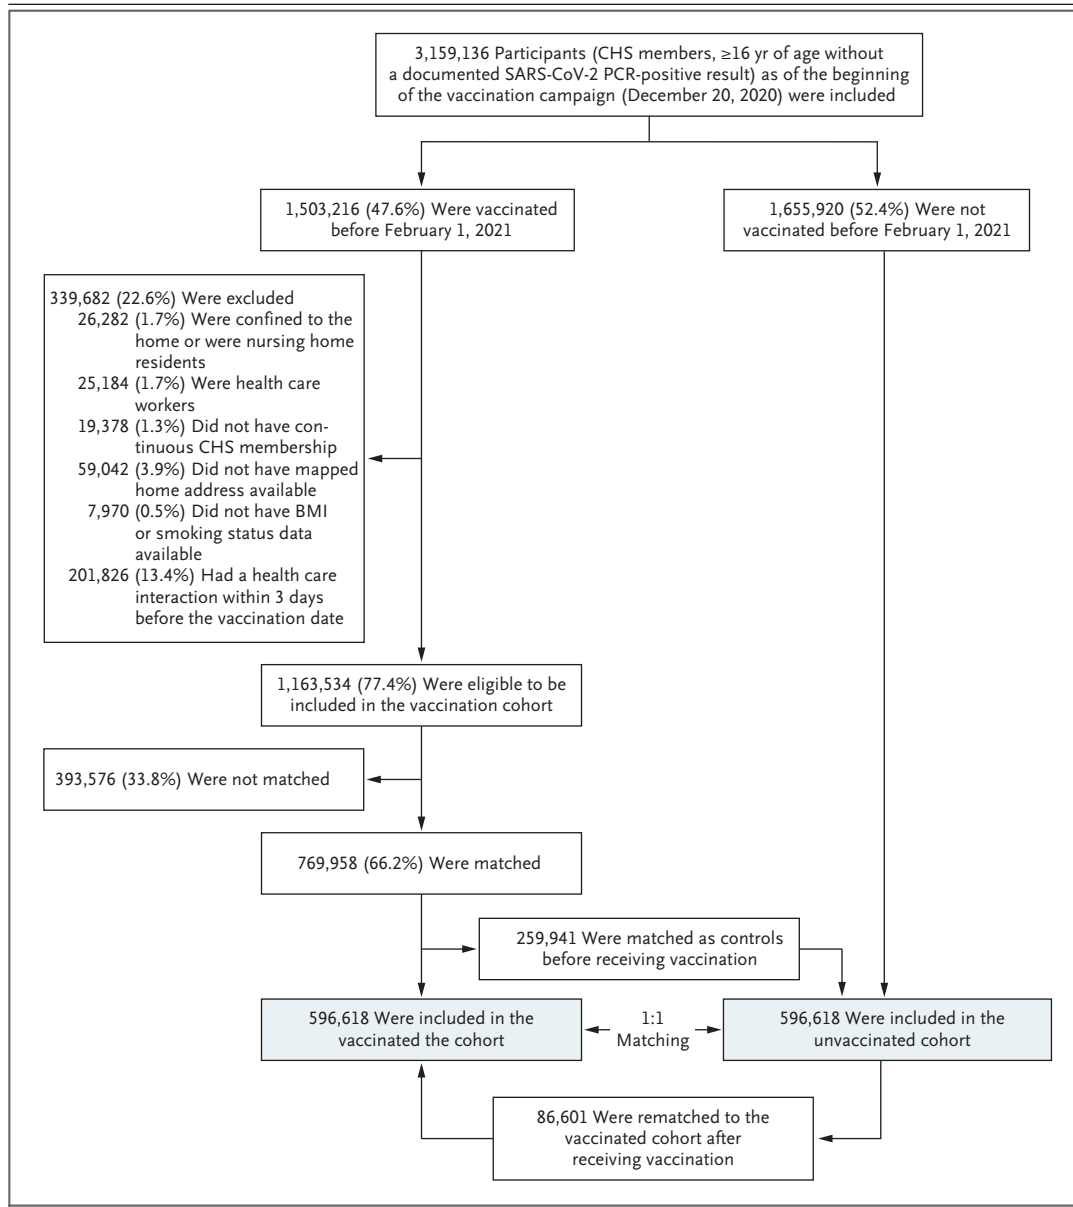 3,159,136 Participants (CHS members, ≥16 yr of age without
a documented SARS-CoV-2 PCR-positive result) as of the beginning
of the vaccination campaign (December 20, 2020) were included
1,503,216 (47.6%) Were vaccinated
before February 1, 2021
1,655,920 (52.4%) Were not
vaccinated before February 1, 2021
339,682 (22.6%) Were excluded
26,282 (1.7%) Were confined to the
home or were nursing home
residents
25,184 (1.7%) Were health care
workers
19,378 (1.3%) Did not have con-
tinuous CHS membership
59,042 (3.9%) Did not have mapped
home address available
7,970 (0.5%) Did not have BMI
or smoking status data
available
201,826 (13.4%) Had a health care
interaction within 3 days
before the vaccination date
1,163,534 (77.4%) Were eligible to be
included in the vaccination cohort
393,576 (33.8%) Were not matched
769,958 (66.2%) Were matched
259,941 Were matched as controls
before receiving vaccination
596,618 Were included in the
vaccinated the cohort
1:1
Matching
596,618 Were included in the
unvaccinated cohort
86,601 Were rematched to the
vaccinated cohort after
receiving vaccination